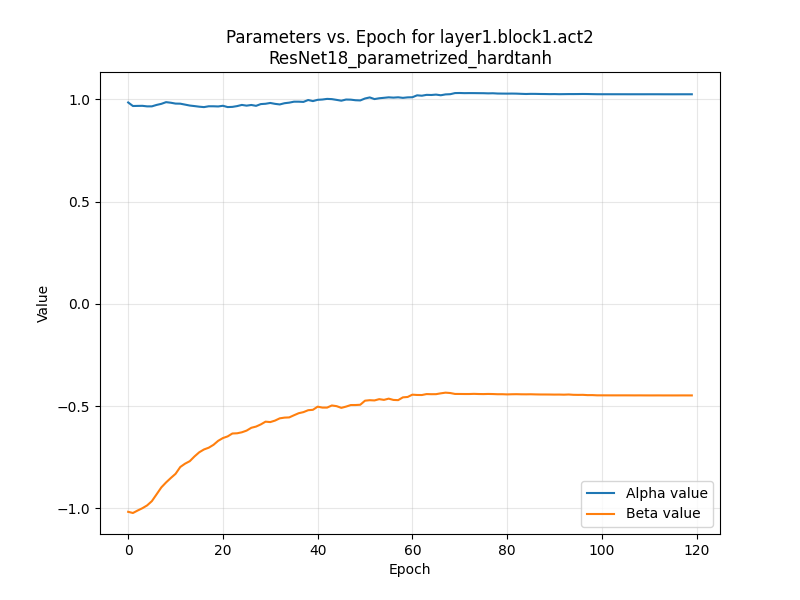 Parameters vs. Epoch for layer1.block1.act2
ResNet18_parametrized_hardtanh
1.0
0.5
0.0
−0.5
−1.0
Value
0 20 40 60 80 100 120
Epoch
Alpha value
Beta value